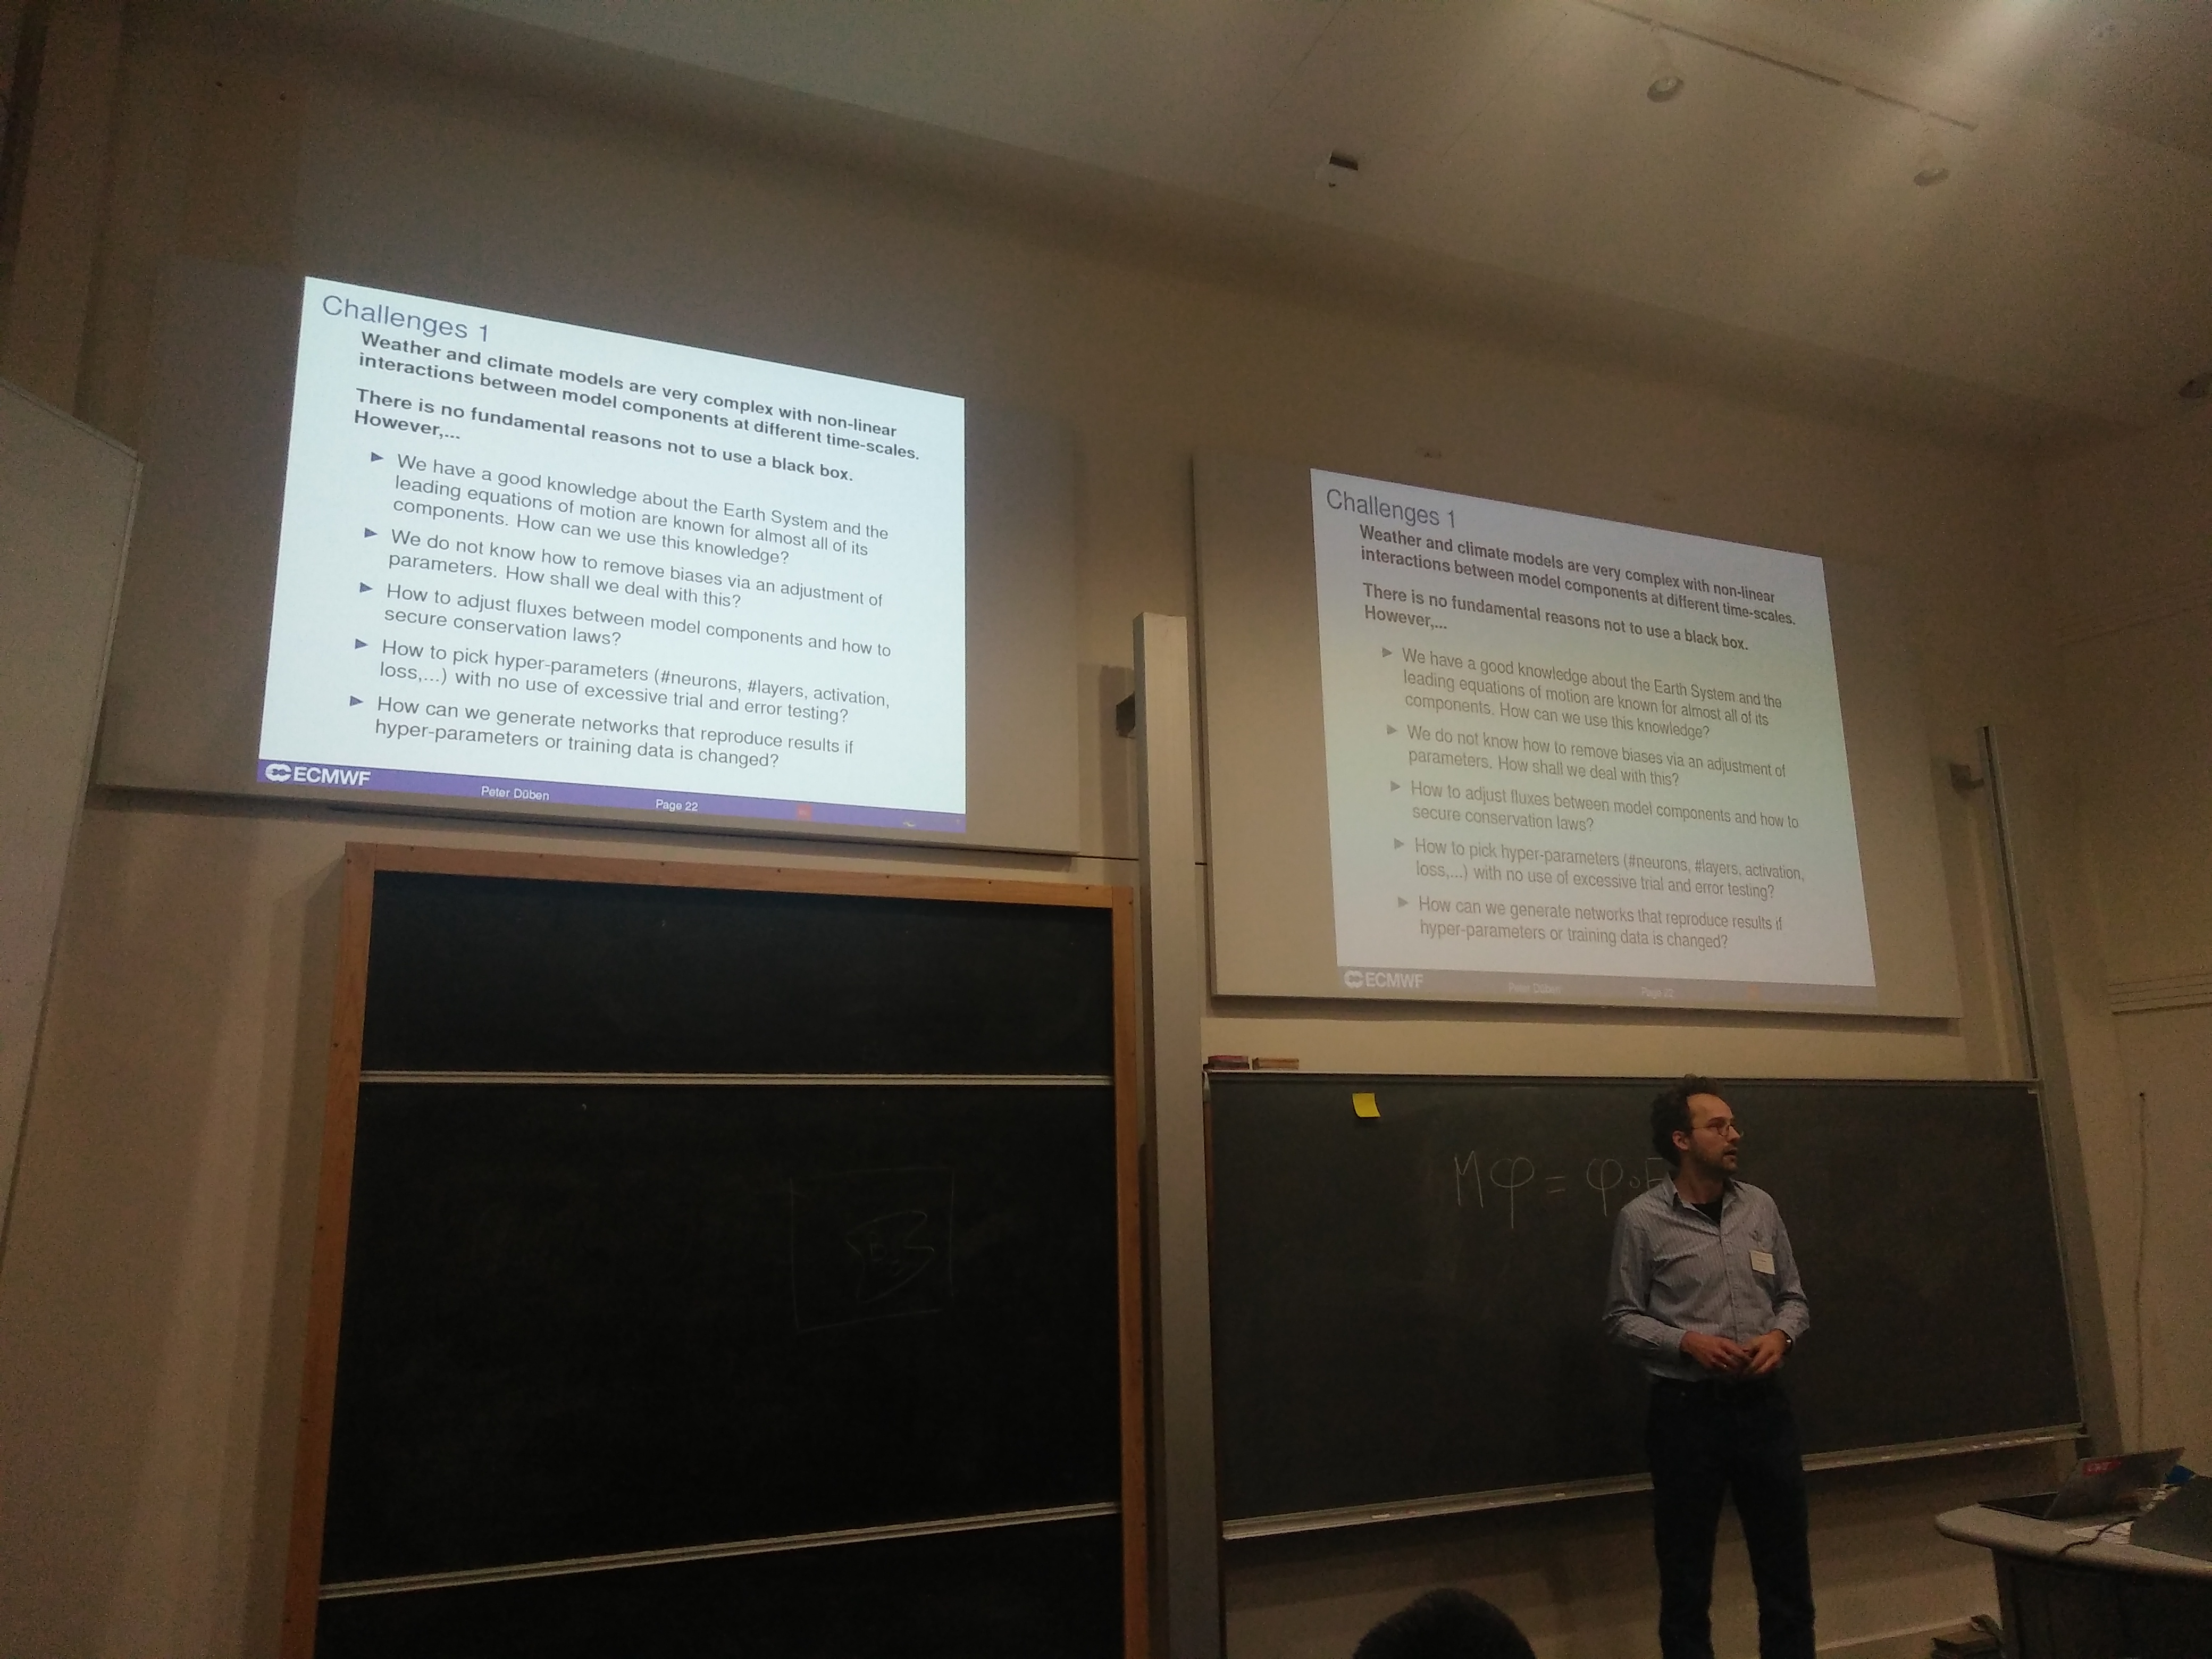 Challenges 1
Weather and climate models are very complex with non-linear
interactions between model components at different time-scales.
There is no fundamental reasons not to use a black box.
However,...
► We have a good knowledge about the Earth System and the
leading equations of motion are known for almost all of its
components. How can we use this knowledge?
► We do not know how to remove biases via an adjustment of
parameters. How shall we deal with this?
► How to adjust fluxes between model components and how to
secure conservation laws?
► How to pick hyper-parameters (#neurons, #layers, activation,
loss,...) with no use of excessive trial and error testing?
► How can we generate networks that reproduce results if
hyper-parameters or training data is changed?
ECMWF Peter Düben Page 22
Challenges 1
Weather and climate models are very complex with non-linear
interactions between model components at different time-scales.
There is no fundamental reasons not to use a black box.
However,...
► We have a good knowledge about the Earth System and the
leading equations of motion are known for almost all of its
components. How can we use this knowledge?
► We do not know how to remove biases via an adjustment of
parameters. How shall we deal with this?
► How to adjust fluxes between model components and how to
secure conservation laws?
► How to pick hyper-parameters (#neurons, #layers, activation,
loss,...) with no use of excessive trial and error testing?
► How can we generate networks that reproduce results if
hyper-parameters or training data is changed?
ECMWF Peter Düben Page 22
Mφ = φ∘F